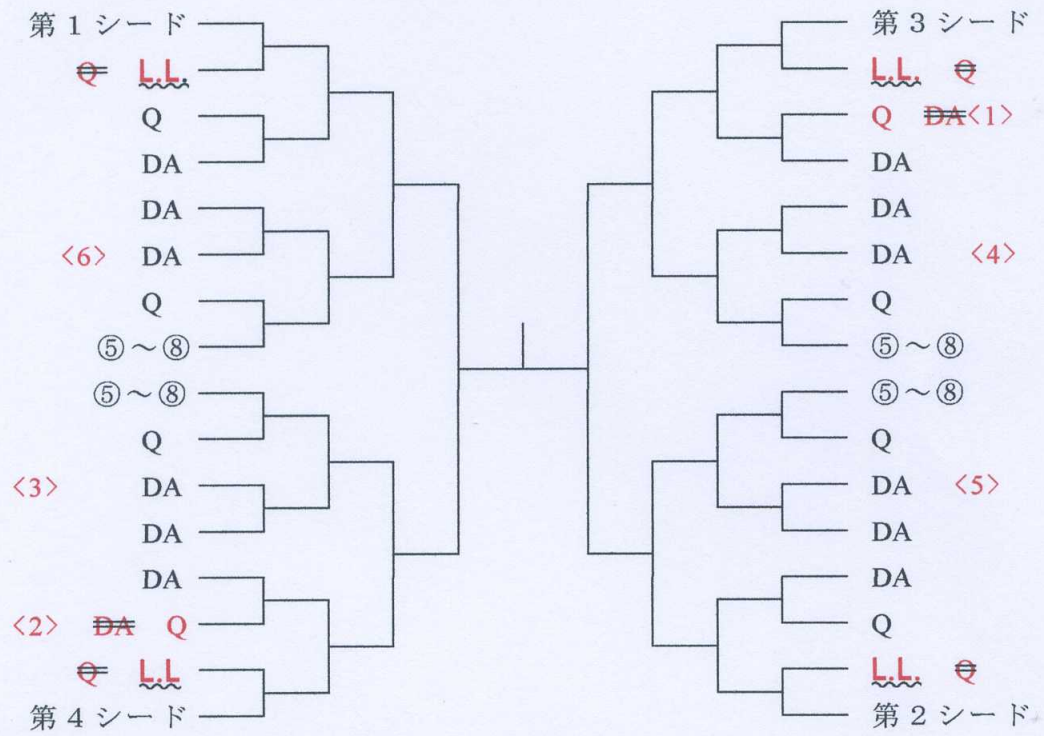 第1シード
Q L.L.
Q
DA
DA
<6> DA
Q
⑤～⑧
⑤～⑧
Q
<3> DA
DA
DA
<2> DA Q
Q L.L
第4シード
第3シード
L.L. Q
Q DA<1>
DA
DA
DA <4>
Q
⑤～⑧
⑤～⑧
Q
DA <5>
DA
DA
Q
L.L. Q
第2シード